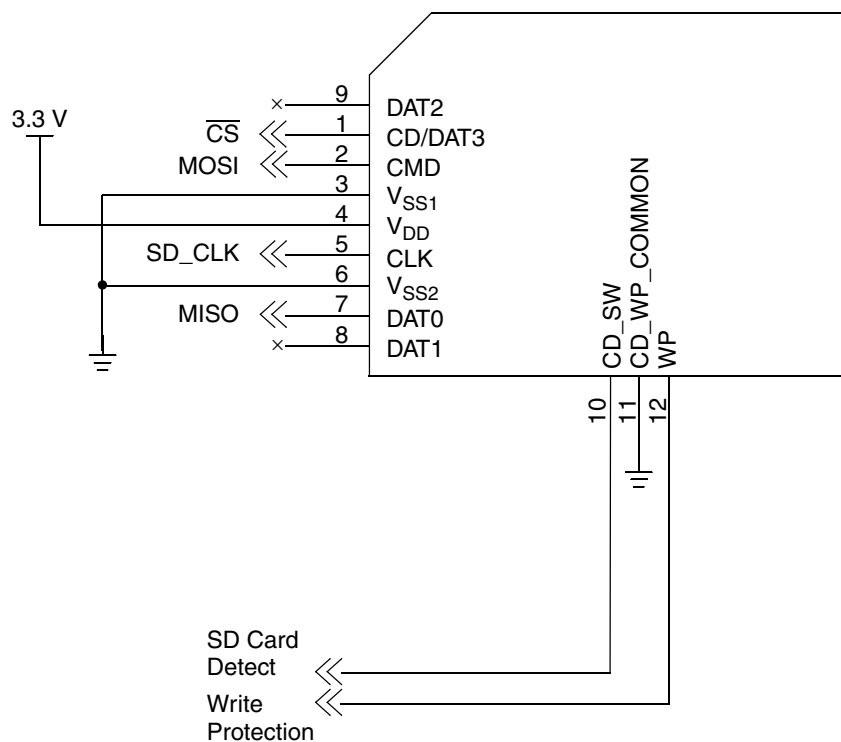 9 DAT2
3.3 V
C̅S̅ 1 CD/DAT3
MOSI 2 CMD
3 VSS1
4 VDD
SD_CLK 5 CLK
6 VSS2
MISO 7 DAT0
8 DAT1
CD_SW
CD_WP_COMMON
WP
10
11
12
SD Card
Detect
Write
Protection